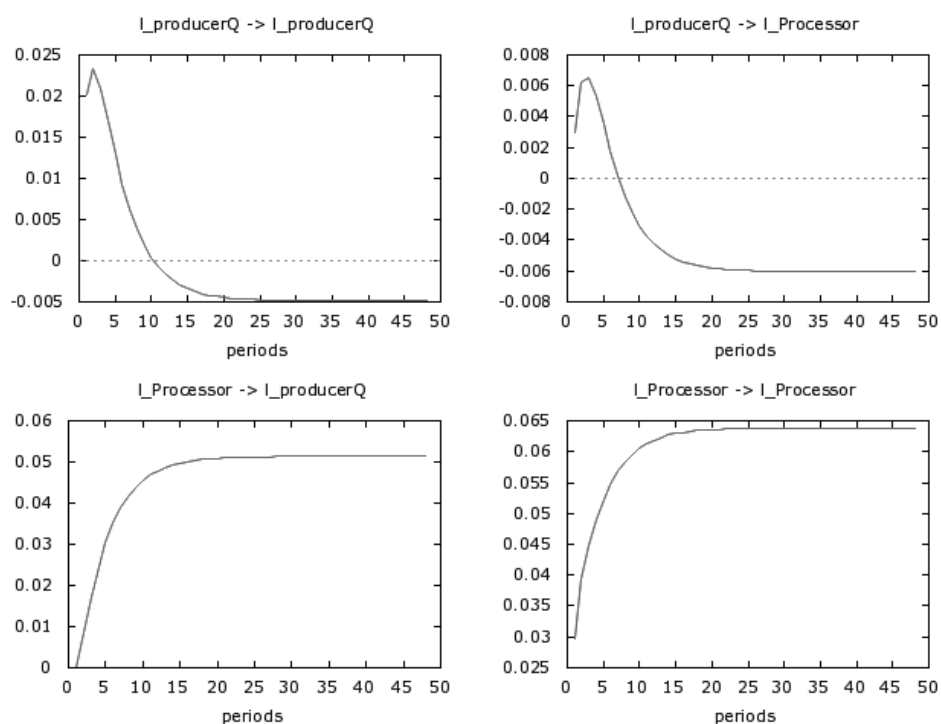 l_producerQ -> l_producerQ
0.025
0.02
0.015
0.01
0.005
0
-0.005
0 5 10 15 20 25 30 35 40 45 50
periods
l_producerQ -> l_Processor
0.008
0.006
0.004
0.002
0
-0.002
-0.004
-0.006
-0.008
0 5 10 15 20 25 30 35 40 45 50
periods
l_Processor -> l_producerQ
0.06
0.05
0.04
0.03
0.02
0.01
0
0 5 10 15 20 25 30 35 40 45 50
periods
l_Processor -> l_Processor
0.065
0.06
0.055
0.05
0.045
0.04
0.035
0.03
0.025
0 5 10 15 20 25 30 35 40 45 50
periods